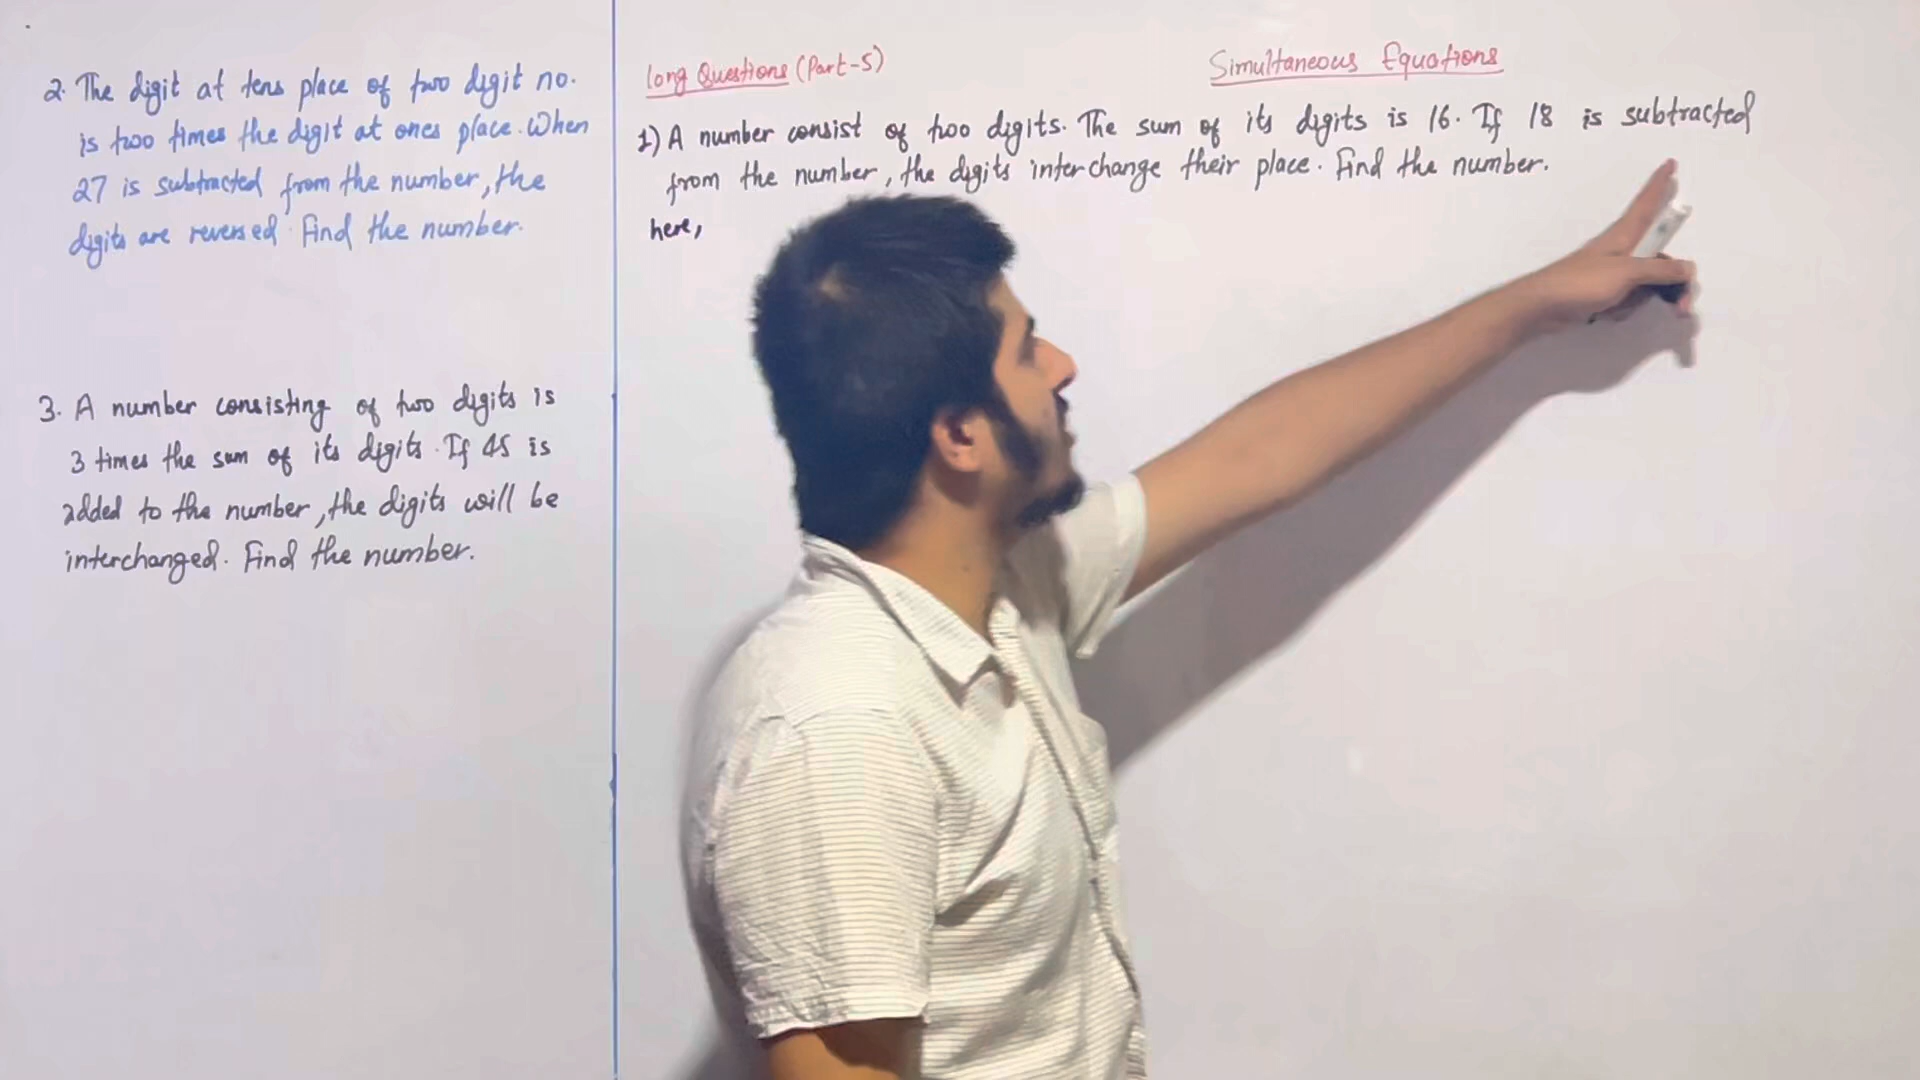 2. The digit at tens place of two digit no.
is two times the digit at ones place. When
27 is subtracted from the number, the
digits are reversed. Find the number.
3. A number consisting of two digits is
3 times the sum of its digits. If 45 is
added to the number, the digits will be
interchanged. Find the number.
Long Questions (Part-5)
Simultaneous Equations
1) A number consist of two digits. The sum of its digits is 16. If 18 is subtracted
from the number, the digits interchange their place. Find the number.
here,